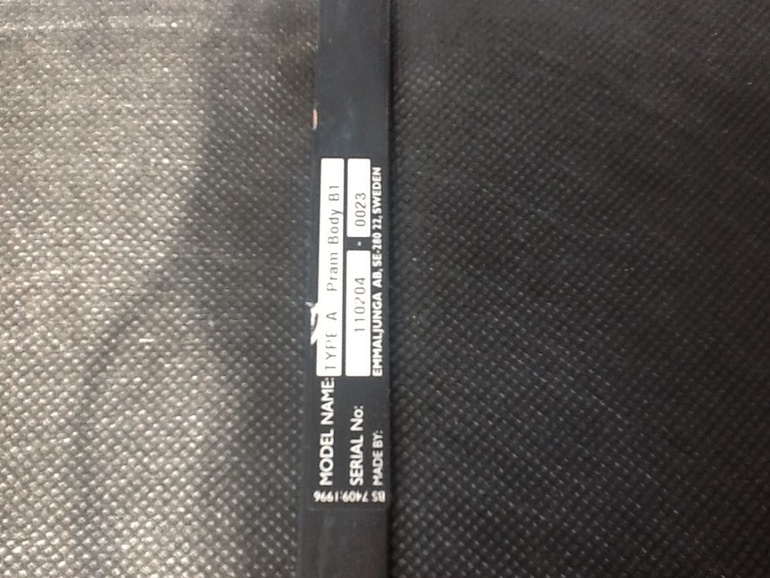 BS 7409:1996
MODEL NAME: TYPE A Pram Body B1
SERIAL No: 110204 - 0023
MADE BY: EMMALJUNGA AB, SE-280 22, SWEDEN